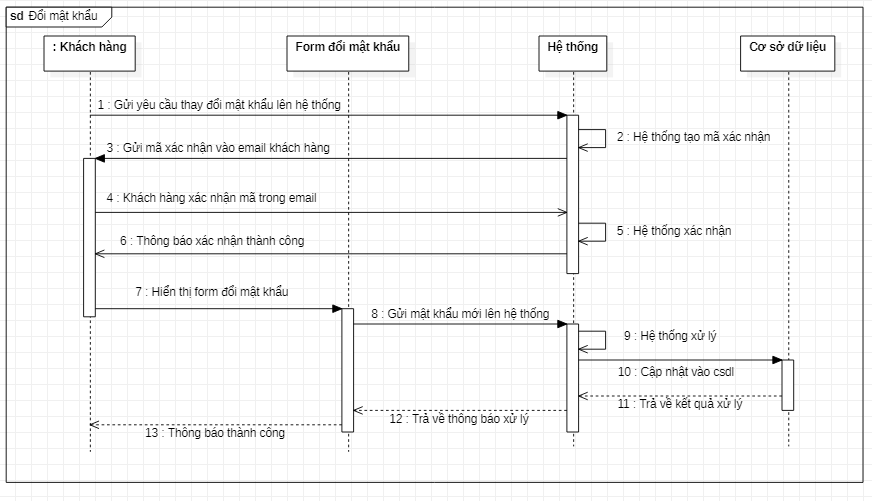 sd Đổi mật khẩu
: Khách hàng
Form đổi mật khẩu
Hệ thống
Cơ sở dữ liệu
1 : Gửi yêu cầu thay đổi mật khẩu lên hệ thống
2 : Hệ thống tạo mã xác nhận
3 : Gửi mã xác nhận vào email khách hàng
4 : Khách hàng xác nhận mã trong email
5 : Hệ thống xác nhận
6 : Thông báo xác nhận thành công
7 : Hiển thị form đổi mật khẩu
8 : Gửi mật khẩu mới lên hệ thống
9 : Hệ thống xử lý
10 : Cập nhật vào csdl
11 : Trả về kết quả xử lý
12 : Trả về thông báo xử lý
13 : Thông báo thành công